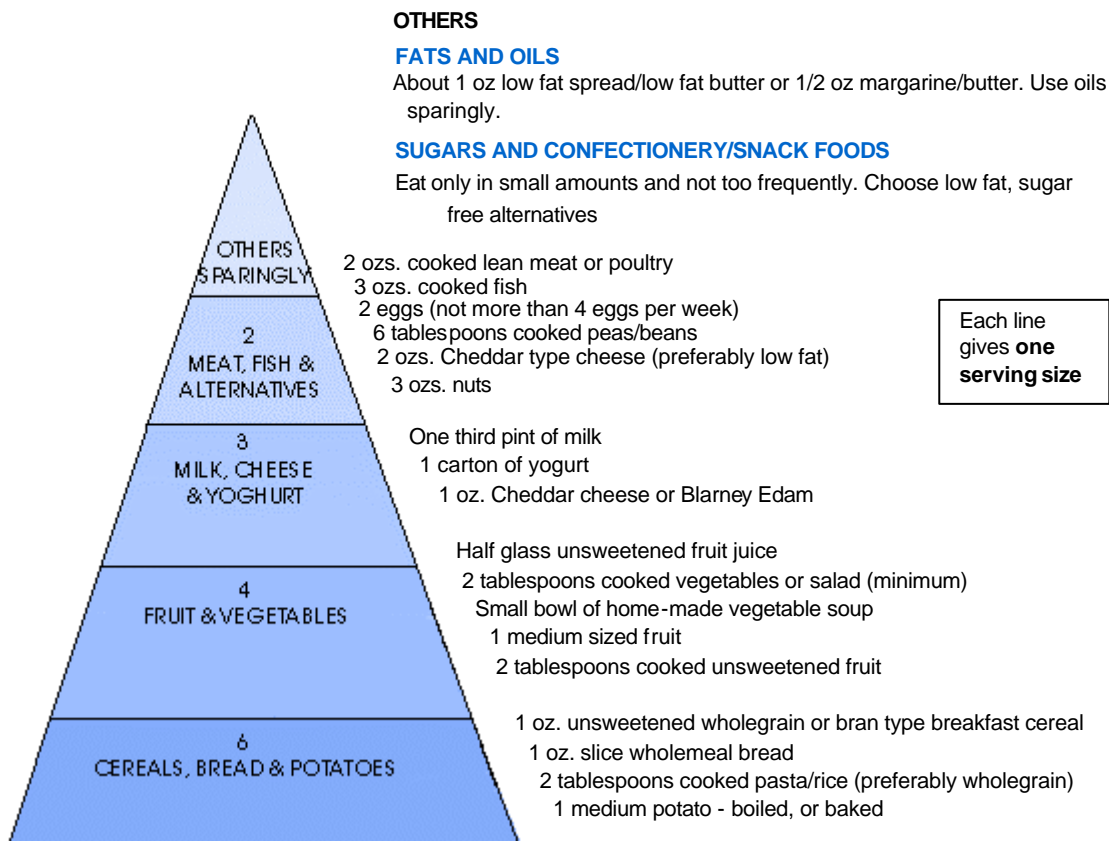 OTHERS
FATS AND OILS
About 1 oz low fat spread/low fat butter or 1/2 oz margarine/butter. Use oils
sparingly.
SUGARS AND CONFECTIONERY/SNACK FOODS
Eat only in small amounts and not too frequently. Choose low fat, sugar
free alternatives
OTHERS
SPARINGLY
2 ozs. cooked lean meat or poultry
3 ozs. cooked fish
2 eggs (not more than 4 eggs per week)
6 tablespoons cooked peas/beans
2 ozs. Cheddar type cheese (preferably low fat)
3 ozs. nuts
Each line
gives one
serving size
2
MEAT, FISH &
ALTERNATIVES
One third pint of milk
1 carton of yogurt
1 oz. Cheddar cheese or Blarney Edam
3
MILK, CHEESE
& YOGHURT
Half glass unsweetened fruit juice
2 tablespoons cooked vegetables or salad (minimum)
Small bowl of home-made vegetable soup
1 medium sized fruit
2 tablespoons cooked unsweetened fruit
4
FRUIT & VEGETABLES
1 oz. unsweetened wholegrain or bran type breakfast cereal
1 oz. slice wholemeal bread
2 tablespoons cooked pasta/rice (preferably wholegrain)
1 medium potato - boiled, or baked
6
CEREALS, BREAD & POTATOES